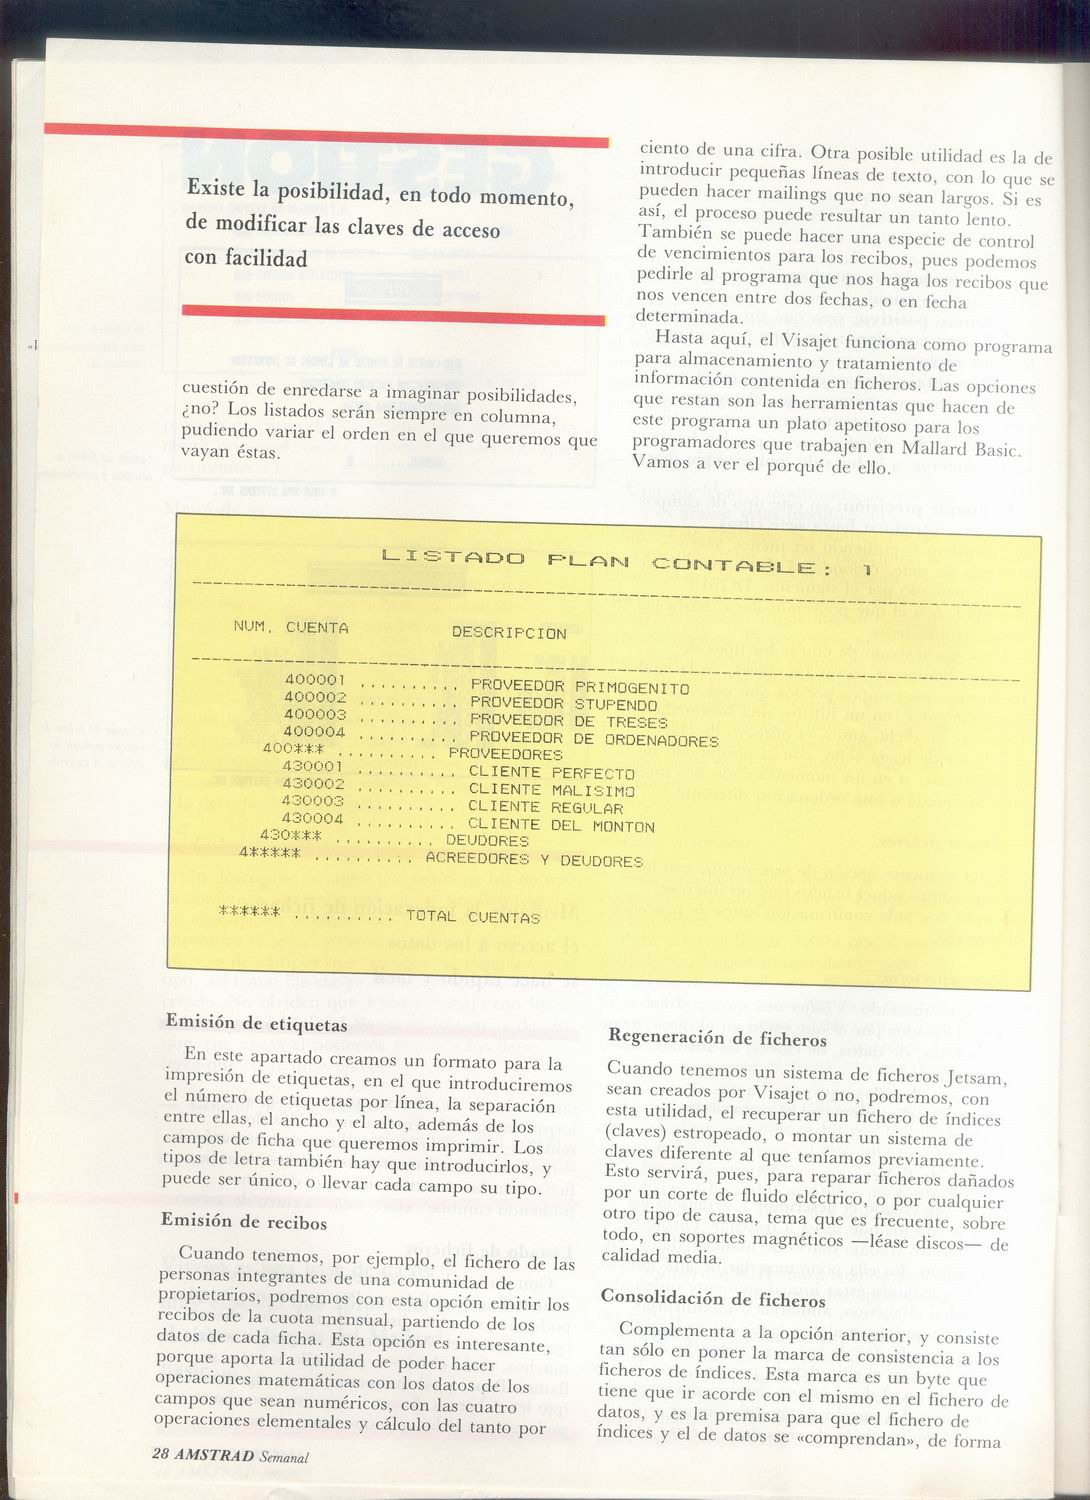 Existe la posibilidad, en todo momento,
de modificar las claves de acceso
con facilidad
cuestión de enredarse a imaginar posibilidades,
¿no? Los listados serán siempre en columna,
pudiendo variar el orden en el que queremos que
vayan éstas.
ciento de una cifra. Otra posible utilidad es la de
introducir pequeñas líneas de texto, con lo que se
pueden hacer mailings que no sean largos. Si es
así, el proceso puede resultar un tanto lento.
También se puede hacer una especie de control
de vencimientos para los recibos, pues podemos
pedirle al programa que nos haga los recibos que
nos vencen entre dos fechas, o en fecha
determinada.
Hasta aquí, el Visajet funciona como programa
para almacenamiento y tratamiento de
información contenida en ficheros. Las opciones
que restan son las herramientas que hacen de
este programa un plato apetitoso para los
programadores que trabajen en Mallard Basic.
Vamos a ver el porqué de ello.
LISTADO PLAN CONTABLE: 1
NUM. CUENTA DESCRIPCION
400001 .......... PROVEEDOR PRIMOGENITO
400002 .......... PROVEEDOR STUPENDO
400003 .......... PROVEEDOR DE TRESES
400004 .......... PROVEEDOR DE ORDENADORES
400*** .......... PROVEEDORES
430001 .......... CLIENTE PERFECTO
430002 .......... CLIENTE MALISIMO
430003 .......... CLIENTE REGULAR
430004 .......... CLIENTE DEL MONTON
430*** .......... DEUDORES
4***** .......... ACREEDORES Y DEUDORES
****** .......... TOTAL CUENTAS
Emisión de etiquetas
En este apartado creamos un formato para la
impresión de etiquetas, en el que introduciremos
el número de etiquetas por línea, la separación
entre ellas, el ancho y el alto, además de los
campos de ficha que queremos imprimir. Los
tipos de letra también hay que introducirlos, y
puede ser único, o llevar cada campo su tipo.
Emisión de recibos
Cuando tenemos, por ejemplo, el fichero de las
personas integrantes de una comunidad de
propietarios, podremos con esta opción emitir los
recibos de la cuota mensual, partiendo de los
datos de cada ficha. Esta opción es interesante,
porque aporta la utilidad de poder hacer
operaciones matemáticas con los datos de los
campos que sean numéricos, con las cuatro
operaciones elementales y cálculo del tanto por
Regeneración de ficheros
Cuando tenemos un sistema de ficheros Jetsam,
sean creados por Visajet o no, podremos, con
esta utilidad, el recuperar un fichero de índices
(claves) estropeado, o montar un sistema de
claves diferente al que teníamos previamente.
Esto servirá, pues, para reparar ficheros dañados
por un corte de fluido eléctrico, o por cualquier
otro tipo de causa, tema que es frecuente, sobre
todo, en soportes magnéticos —léase discos— de
calidad media.
Consolidación de ficheros
Complementa a la opción anterior, y consiste
tan sólo en poner la marca de consistencia a los
ficheros de índices. Esta marca es un byte que
tiene que ir acorde con el mismo en el fichero de
datos, y es la premisa para que el fichero de
índices y el de datos se «comprendan», de forma
28 AMSTRAD Semanal